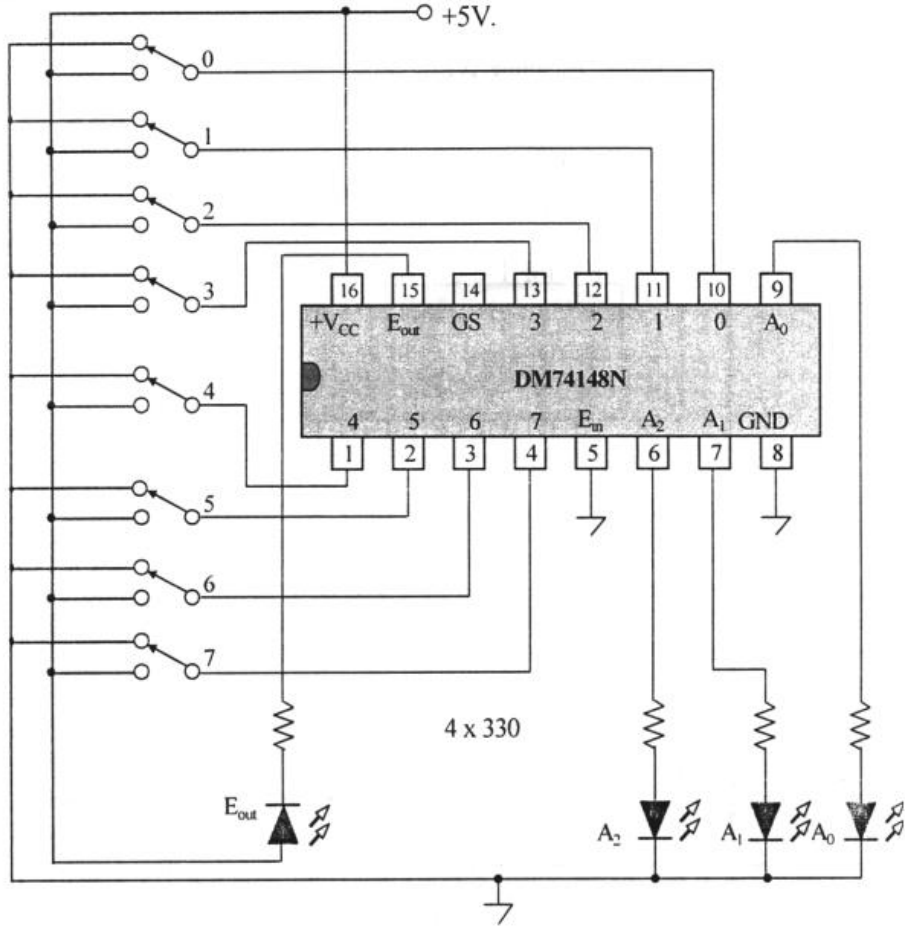 +5V.
0
1
2
3
4
5
6
7
16 15 14 13 12 11 10 9
+VCC Eout GS 3 2 1 0 A0
DM74148N
4 5 6 7 Ein A2 A1 GND
1 2 3 4 5 6 7 8
4 x 330
Eout
A2 A1 A0